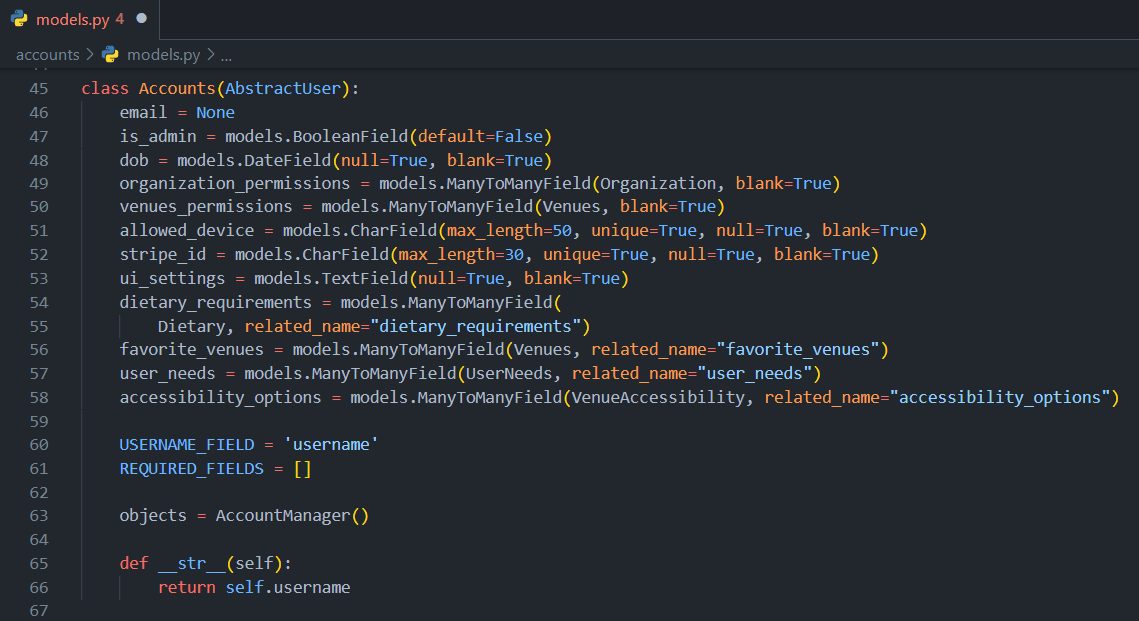 models.py 4
accounts > models.py > ...
45 class Accounts(AbstractUser):
46     email = None
47     is_admin = models.BooleanField(default=False)
48     dob = models.DateField(null=True, blank=True)
49     organization_permissions = models.ManyToManyField(Organization, blank=True)
50     venues_permissions = models.ManyToManyField(Venues, blank=True)
51     allowed_device = models.CharField(max_length=50, unique=True, null=True, blank=True)
52     stripe_id = models.CharField(max_length=30, unique=True, null=True, blank=True)
53     ui_settings = models.TextField(null=True, blank=True)
54     dietary_requirements = models.ManyToManyField(
55         Dietary, related_name="dietary_requirements")
56     favorite_venues = models.ManyToManyField(Venues, related_name="favorite_venues")
57     user_needs = models.ManyToManyField(UserNeeds, related_name="user_needs")
58     accessibility_options = models.ManyToManyField(VenueAccessibility, related_name="accessibility_options")
59
60     USERNAME_FIELD = 'username'
61     REQUIRED_FIELDS = []
62
63     objects = AccountManager()
64
65     def __str__(self):
66         return self.username
67